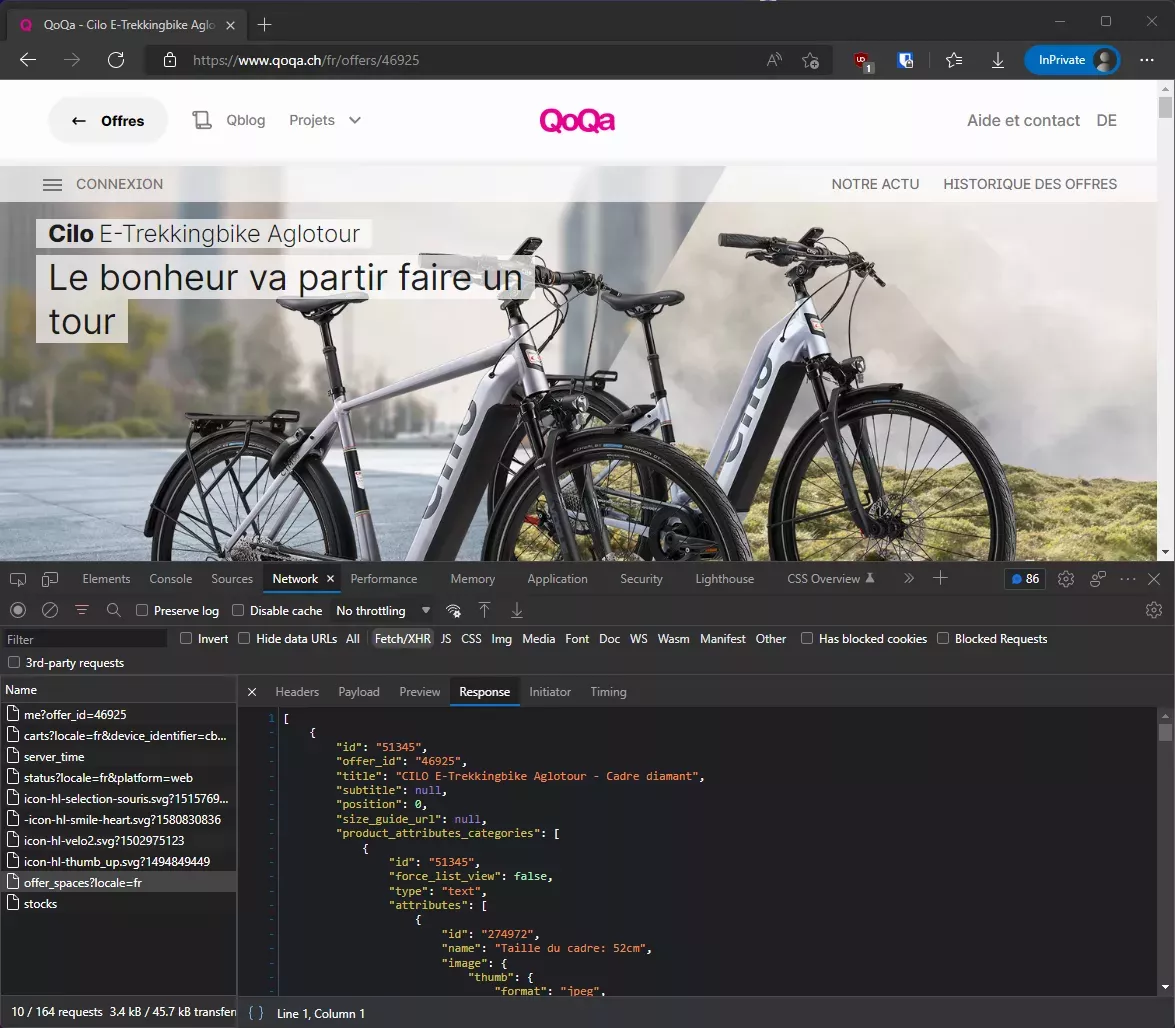 QoQa - Cilo E-Trekkingbike Aglo
https://www.qoqa.ch/fr/offers/46925
UD
1
InPrivate
Offres
Qblog
Projets
QoQa
Aide et contact
DE
CONNEXION
NOTRE ACTU
HISTORIQUE DES OFFRES
Cilo E-Trekkingbike Aglotour
Le bonheur va partir faire un
tour
cilo
cilo
Elements
Console
Sources
Network
Performance
Memory
Application
Security
Lighthouse
CSS Overview
86
Preserve log
Disable cache
No throttling
Filter
Invert
Hide data URLs
All
Fetch/XHR
JS
CSS
Img
Media
Font
Doc
WS
Wasm
Manifest
Other
Has blocked cookies
Blocked Requests
3rd-party requests
Name
me?offer_id=46925
carts?locale=fr&device_identifier=cb...
server_time
status?locale=fr&platform=web
icon-hl-selection-souris.svg?1515769...
-icon-hl-smile-heart.svg?1580830836
icon-hl-velo2.svg?1502975123
icon-hl-thumb_up.svg?1494849449
offer_spaces?locale=fr
stocks
Headers
Payload
Preview
Response
Initiator
Timing
1 [
- {
- "id": "51345",
- "offer_id": "46925",
- "title": "CILO E-Trekkingbike Aglotour - Cadre diamant",
- "subtitle": null,
- "position": 0,
- "size_guide_url": null,
- "product_attributes_categories": [
- {
- "id": "51345",
- "force_list_view": false,
- "type": "text",
- "attributes": [
- {
- "id": "274972",
- "name": "Taille du cadre: 52cm",
- "image": {
- "thumb": {
- "format": "jpeg",
10 / 164 requests 3.4 kB / 45.7 kB transfer
{ } Line 1, Column 1